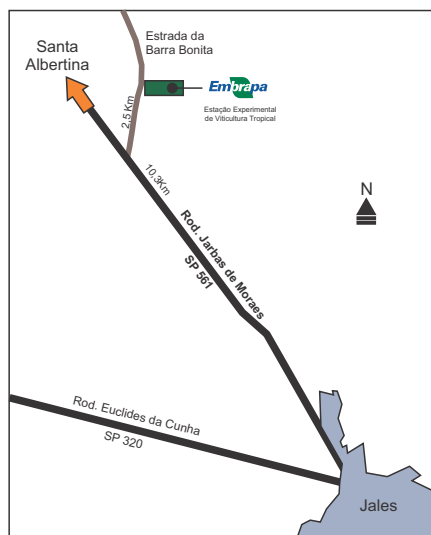 Santa
Albertina
Estrada da
Barra Bonita
Embrapa
Estação Experimental
de Viticultura Tropical
2,5 Km
10,3Km
N
Rod. Jarbas de Moraes
SP 561
Rod. Euclides da Cunha
SP 320
Jales